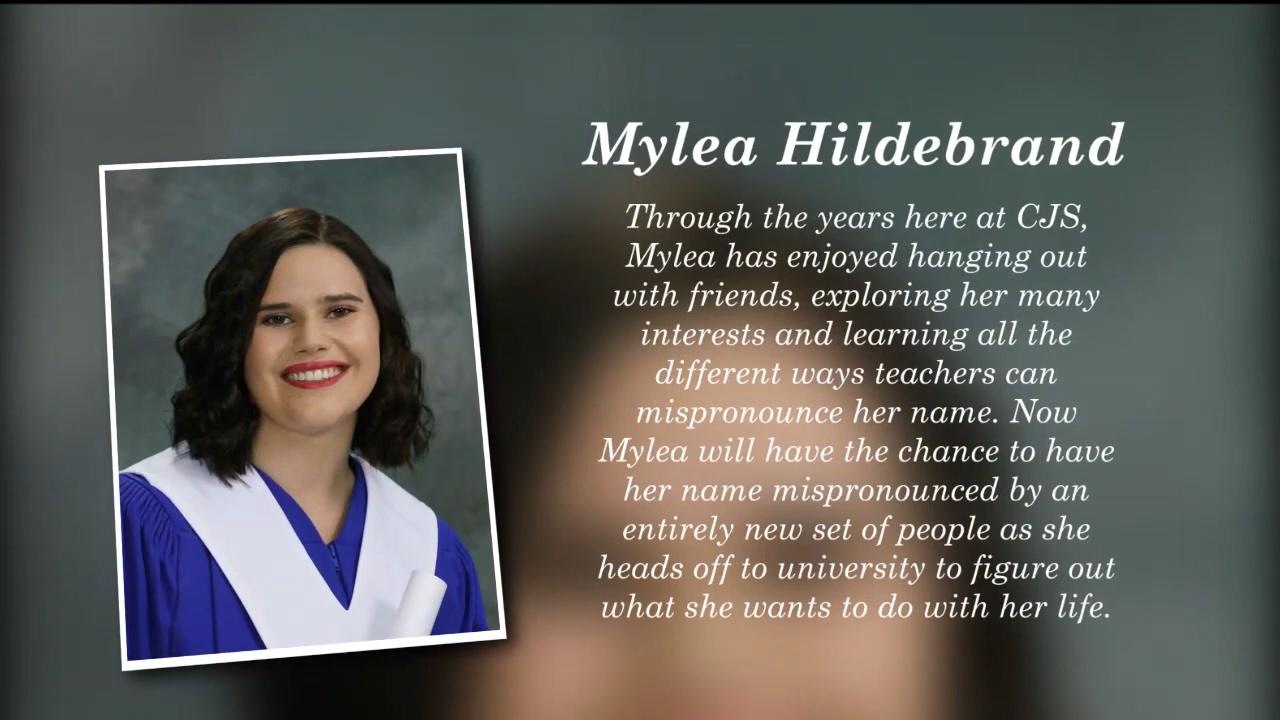 Mylea Hildebrand
Through the years here at CJS,
Mylea has enjoyed hanging out
with friends, exploring her many
interests and learning all the
different ways teachers can
mispronounce her name. Now
Mylea will have the chance to have
her name mispronounced by an
entirely new set of people as she
heads off to university to figure out
what she wants to do with her life.